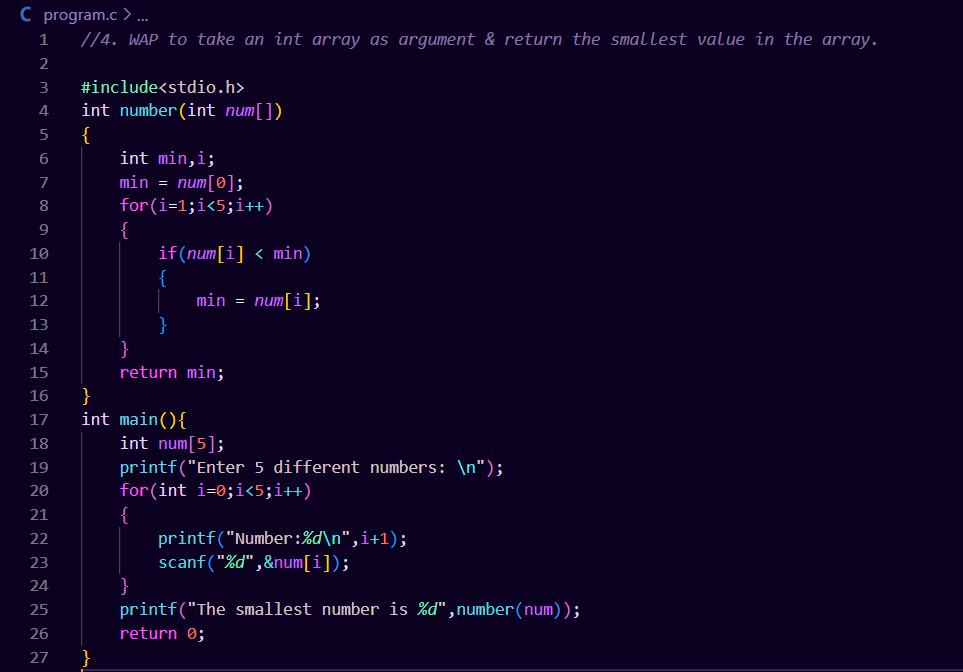 C program.c > ...
1 //4. WAP to take an int array as argument & return the smallest value in the array.
2
3 #include<stdio.h>
4 int number(int num[])
5 {
6     int min,i;
7     min = num[0];
8     for(i=1;i<5;i++)
9     {
10         if(num[i] < min)
11         {
12             min = num[i];
13         }
14     }
15     return min;
16 }
17 int main(){
18     int num[5];
19     printf("Enter 5 different numbers: \n");
20     for(int i=0;i<5;i++)
21     {
22         printf("Number:%d\n",i+1);
23         scanf("%d",&num[i]);
24     }
25     printf("The smallest number is %d",number(num));
26     return 0;
27 }